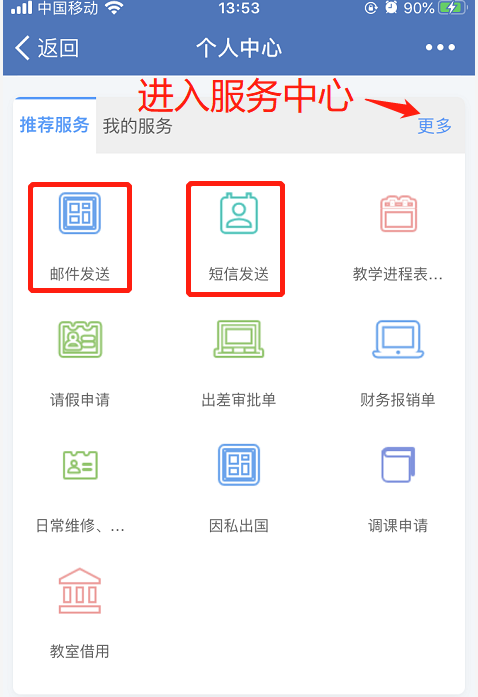 中国移动 13:53 90%
返回 个人中心
进入服务中心
推荐服务 我的服务 更多
邮件发送 短信发送 教学进程表...
请假申请 出差审批单 财务报销单
日常维修、... 因私出国 调课申请
教室借用